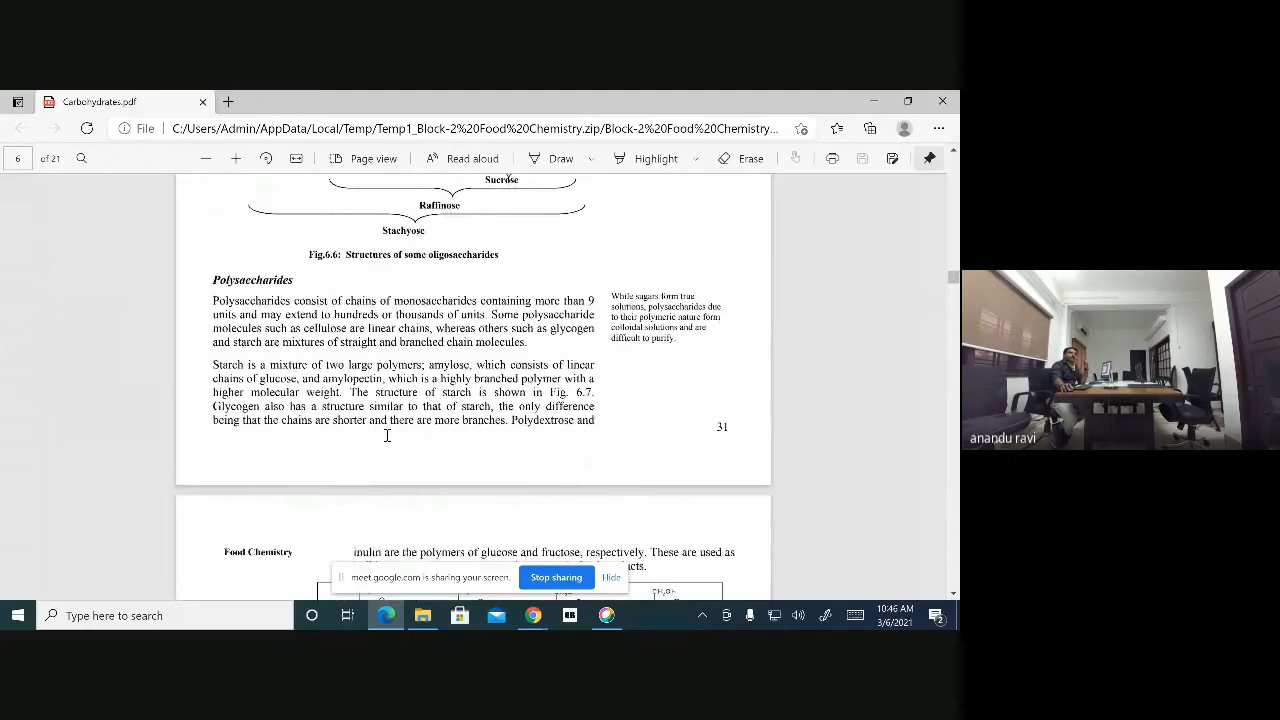 Carbohydrates.pdf
File C:/Users/Admin/AppData/Local/Temp/Temp1_Block-2%20Food%20Chemistry.zip/Block-2%20Food%20Chemistry...
6 of 21 Page view Read aloud Draw Highlight Erase
Sucrose
Raffinose
Stachyose
Fig.6.6: Structures of some oligosaccharides
Polysaccharides
Polysaccharides consist of chains of monosaccharides containing more than 9
units and may extend to hundreds or thousands of units. Some polysaccharide
molecules such as cellulose are linear chains, whereas others such as glycogen
and starch are mixtures of straight and branched chain molecules.
While sugars form true
solutions, polysaccharides due
to their polymeric nature form
colloidal solutions and are
difficult to purify.
Starch is a mixture of two large polymers; amylose, which consists of linear
chains of glucose, and amylopectin, which is a highly branched polymer with a
higher molecular weight. The structure of starch is shown in Fig. 6.7.
Glycogen also has a structure similar to that of starch, the only difference
being that the chains are shorter and there are more branches. Polydextrose and
31
Food Chemistry
inulin are the polymers of glucose and fructose, respectively. These are used as
meet.google.com is sharing your screen. Stop sharing Hide
CH₂OH
Type here to search
10:46 AM
3/6/2021
2
anandu ravi